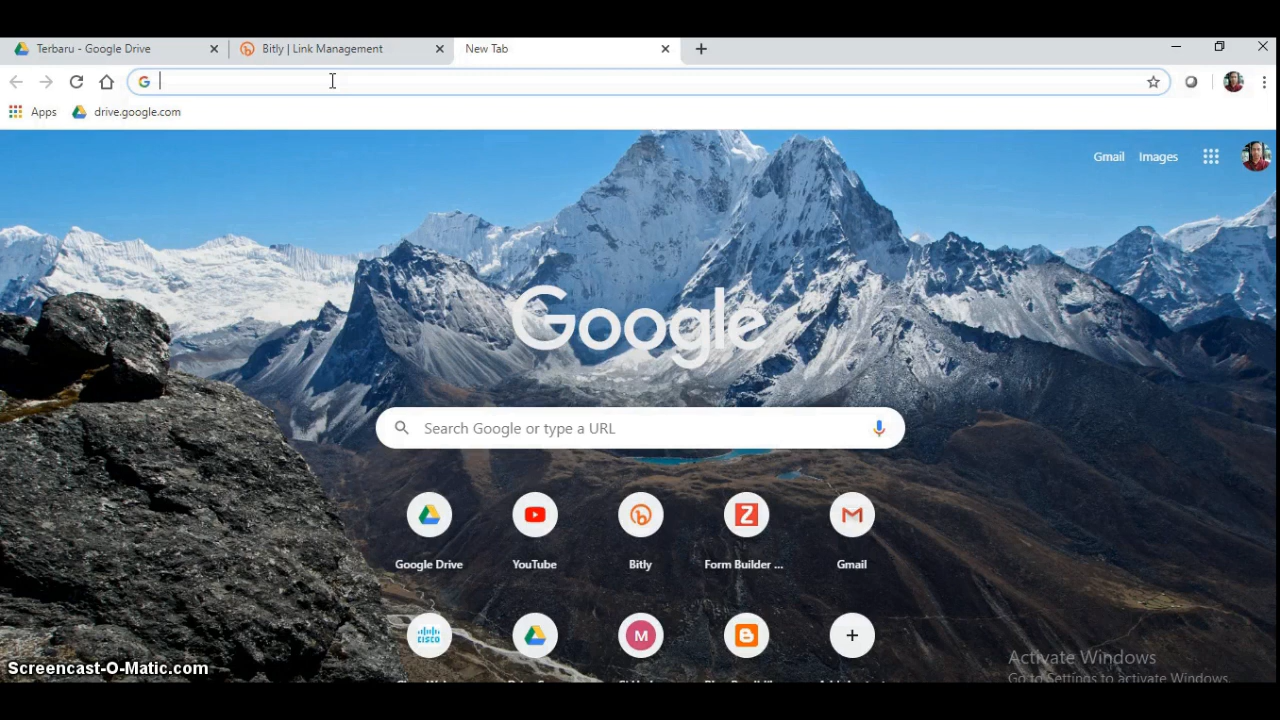 Terbaru - Google Drive
Bitly | Link Management
New Tab
Apps
drive.google.com
Gmail
Images
Google
Search Google or type a URL
Google Drive
YouTube
Bitly
Form Builder ...
Gmail
CISCO
M
Activate Windows
Go to Settings to activate Windows.
Screencast-O-Matic.com